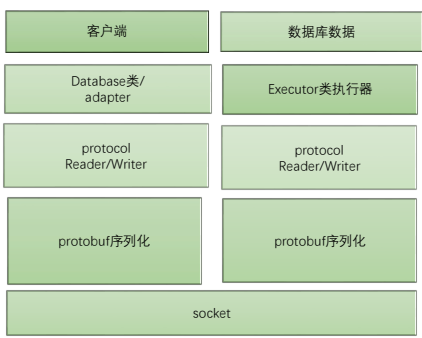 客户端
数据库数据
Database类/
adapter
Executor类执行器
protocol
Reader/Writer
protocol
Reader/Writer
protobuf序列化
protobuf序列化
socket